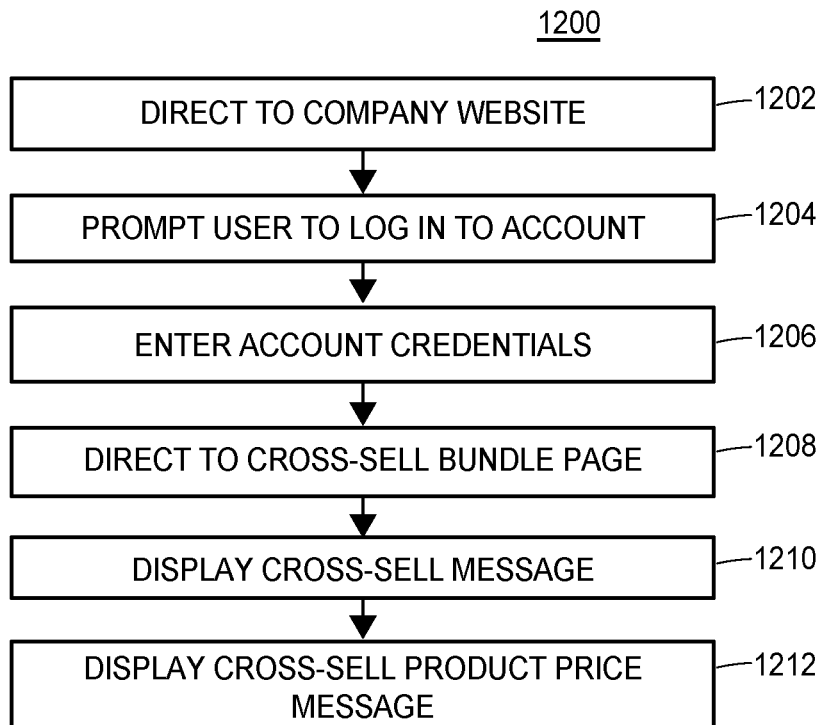 1200
DIRECT TO COMPANY WEBSITE
1202
PROMPT USER TO LOG IN TO ACCOUNT
1204
ENTER ACCOUNT CREDENTIALS
1206
DIRECT TO CROSS-SELL BUNDLE PAGE
1208
DISPLAY CROSS-SELL MESSAGE
1210
DISPLAY CROSS-SELL PRODUCT PRICE
MESSAGE
1212